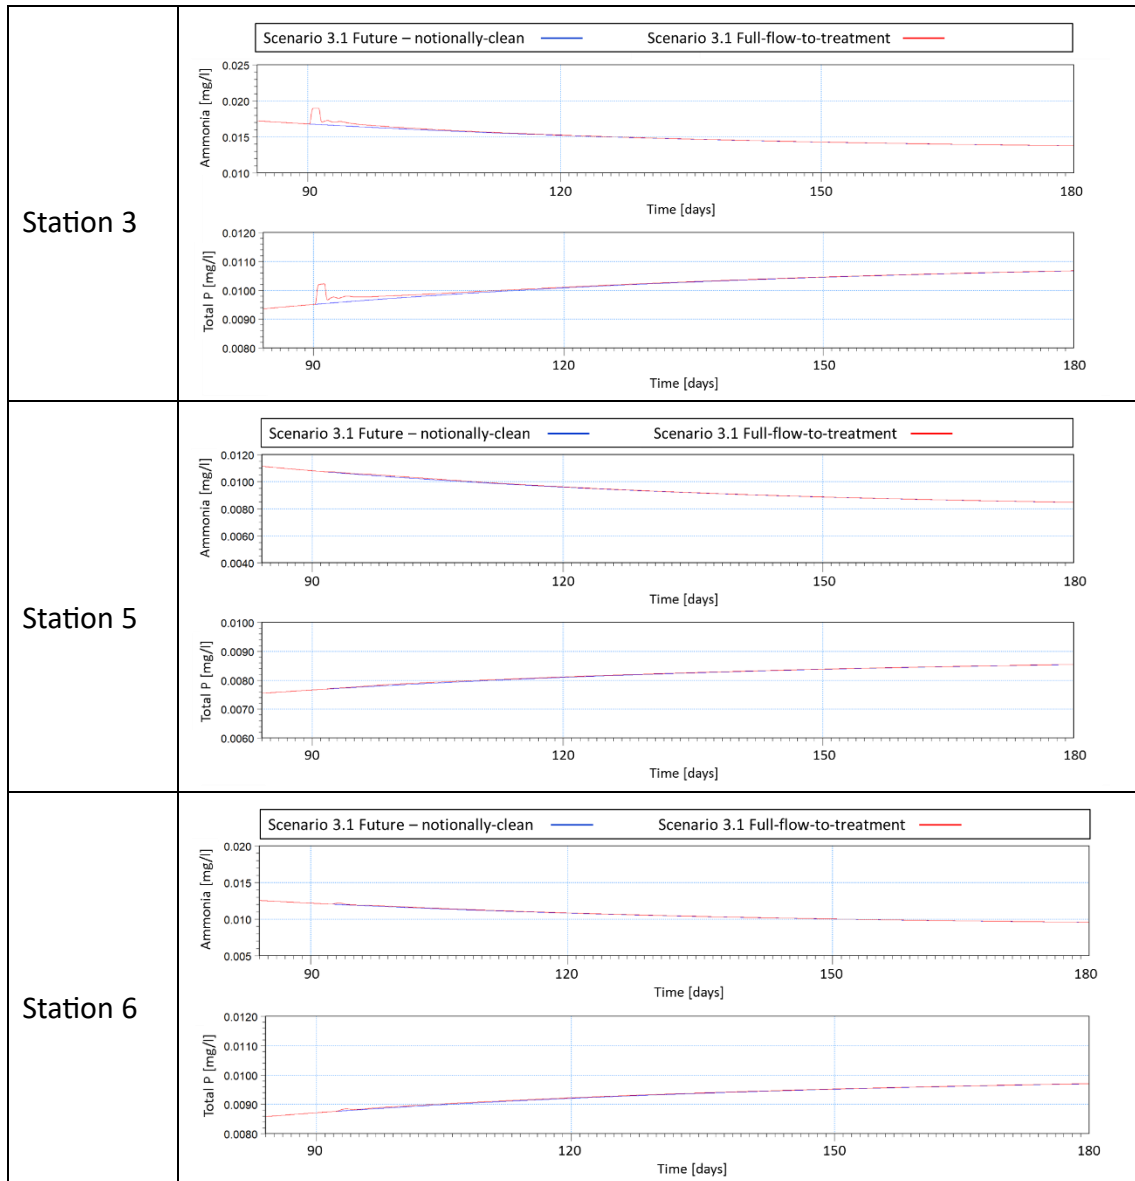 Station 3
Scenario 3.1 Future – notionally-clean Scenario 3.1 Full-flow-to-treatment
Ammonia [mg/l]
0.025
0.020
0.015
0.010
90 120 150 180
Time [days]
Total P [mg/l]
0.0120
0.0110
0.0100
0.0090
0.0080
90 120 150 180
Time [days]
Station 5
Scenario 3.1 Future – notionally-clean Scenario 3.1 Full-flow-to-treatment
Ammonia [mg/l]
0.0120
0.0100
0.0080
0.0060
0.0040
90 120 150 180
Time [days]
Total P [mg/l]
0.0100
0.0090
0.0080
0.0070
0.0060
90 120 150 180
Time [days]
Station 6
Scenario 3.1 Future – notionally-clean Scenario 3.1 Full-flow-to-treatment
Ammonia [mg/l]
0.020
0.015
0.010
0.005
90 120 150 180
Time [days]
Total P [mg/l]
0.0120
0.0110
0.0100
0.0090
0.0080
90 120 150 180
Time [days]